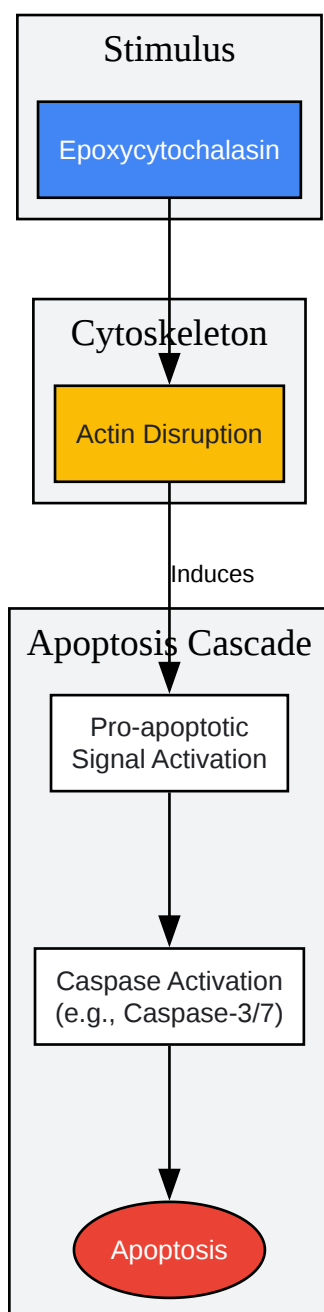 Stimulus
Epoxycytochalasin
Cytoskeleton
Actin Disruption
Induces
Apoptosis Cascade
Pro-apoptotic
Signal Activation
Caspase Activation
(e.g., Caspase-3/7)
Apoptosis